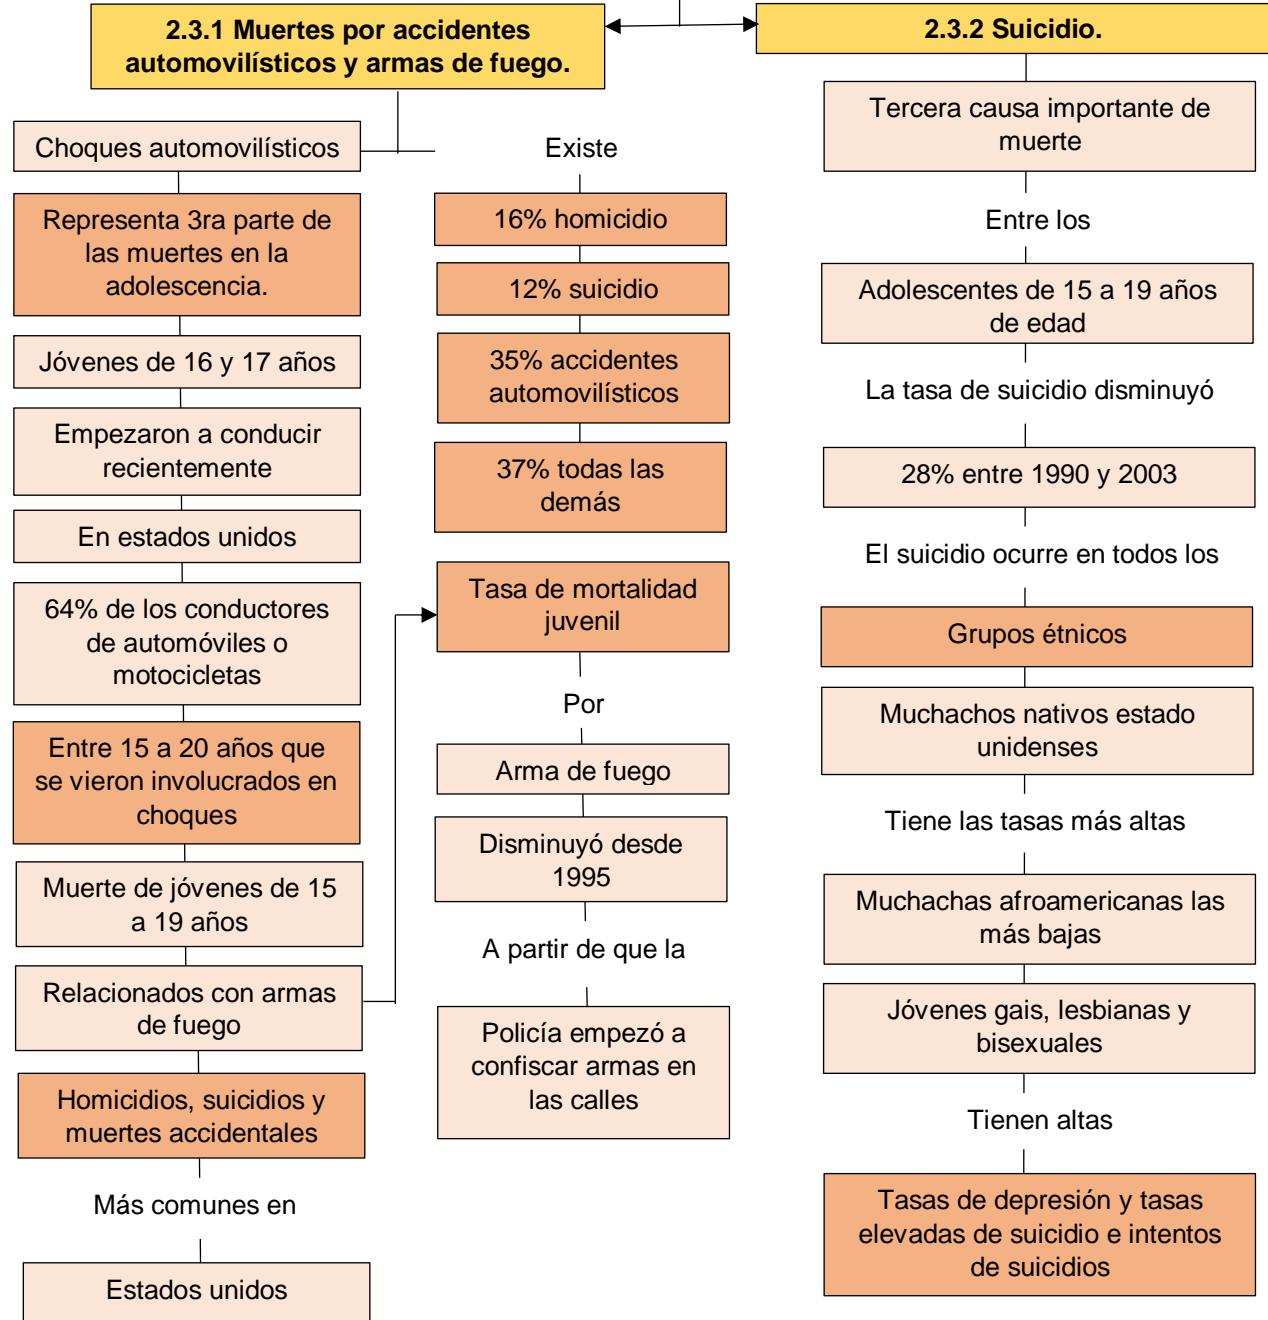 2.3.1 Muertes por accidentes
automovilísticos y armas de fuego.
Choques automovilísticos
Representa 3ra parte de
las muertes en la
adolescencia.
Jóvenes de 16 y 17 años
Empezaron a conducir
recientemente
En estados unidos
64% de los conductores
de automóviles o
motocicletas
Entre 15 a 20 años que
se vieron involucrados en
choques
Muerte de jóvenes de 15
a 19 años
Relacionados con armas
de fuego
Homicidios, suicidios y
muertes accidentales
Más comunes en
Estados unidos
Existe
16% homicidio
12% suicidio
35% accidentes
automovilísticos
37% todas las
demás
Tasa de mortalidad
juvenil
Por
Arma de fuego
Disminuyó desde
1995
A partir de que la
Policía empezó a
confiscar armas en
las calles
2.3.2 Suicidio.
Tercera causa importante de
muerte
Entre los
Adolescentes de 15 a 19 años
de edad
La tasa de suicidio disminuyó
28% entre 1990 y 2003
El suicidio ocurre en todos los
Grupos étnicos
Muchachos nativos estado
unidenses
Tiene las tasas más altas
Muchachas afroamericanas las
más bajas
Jóvenes gais, lesbianas y
bisexuales
Tienen altas
Tasas de depresión y tasas
elevadas de suicidio e intentos
de suicidios